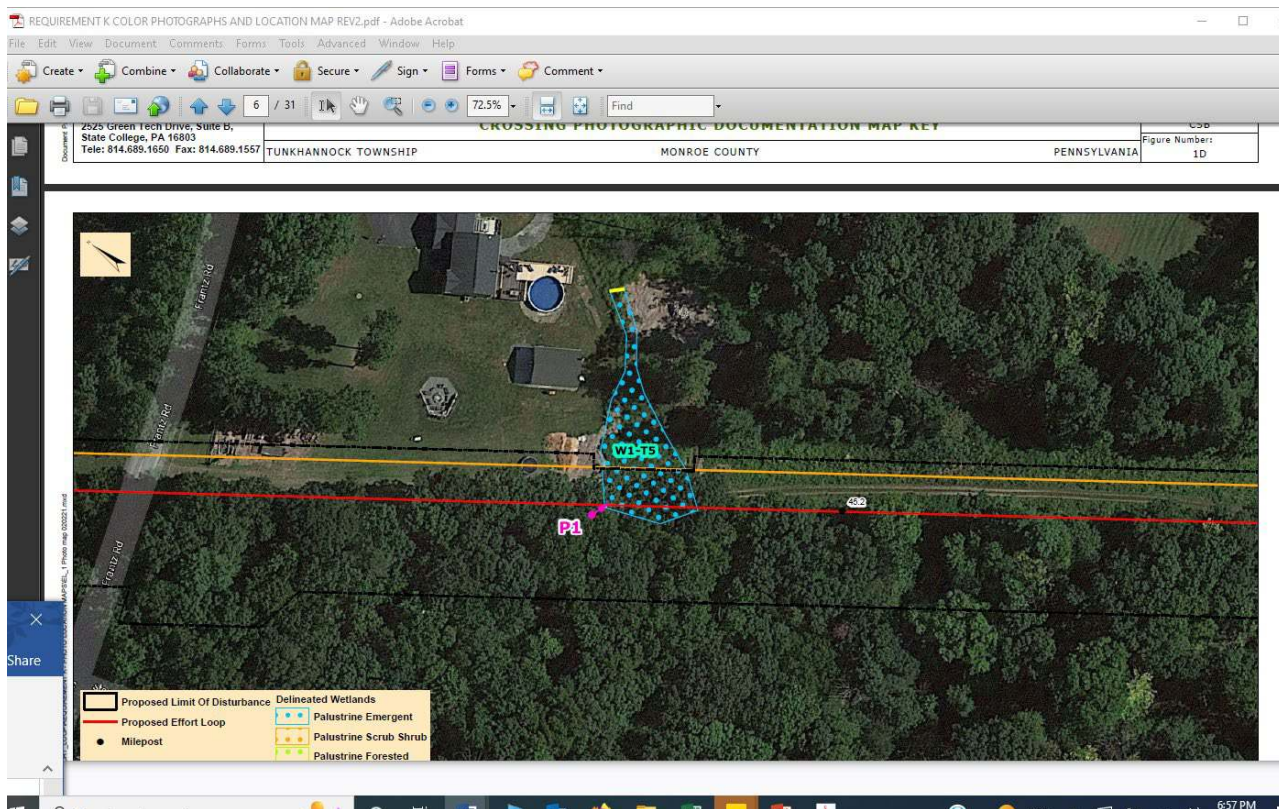 REQUIREMENT K COLOR PHOTOGRAPHS AND LOCATION MAP REV2.pdf - Adobe Acrobat
File Edit View Document Comments Forms Tools Advanced Window Help
Create Combine Collaborate Secure Sign Forms Comment
6 / 31 72.5% Find
2525 Green Tech Drive, Suite B,
State College, PA 16803
Tele: 814.689.1650 Fax: 814.689.1557
CROSSING PHOTOGRAPHIC DOCUMENTATION MAP KEY
CSB
TUNKHANNOCK TOWNSHIP MONROE COUNTY PENNSYLVANIA
Figure Number:
1D
Frantz Rd
Frantz Rd
W1-T5
45.2
P1
Frantz Rd
Share
Proposed Limit Of Disturbance
Proposed Effort Loop
Milepost
Delineated Wetlands
Palustrine Emergent
Palustrine Scrub Shrub
Palustrine Forested
6:57 PM